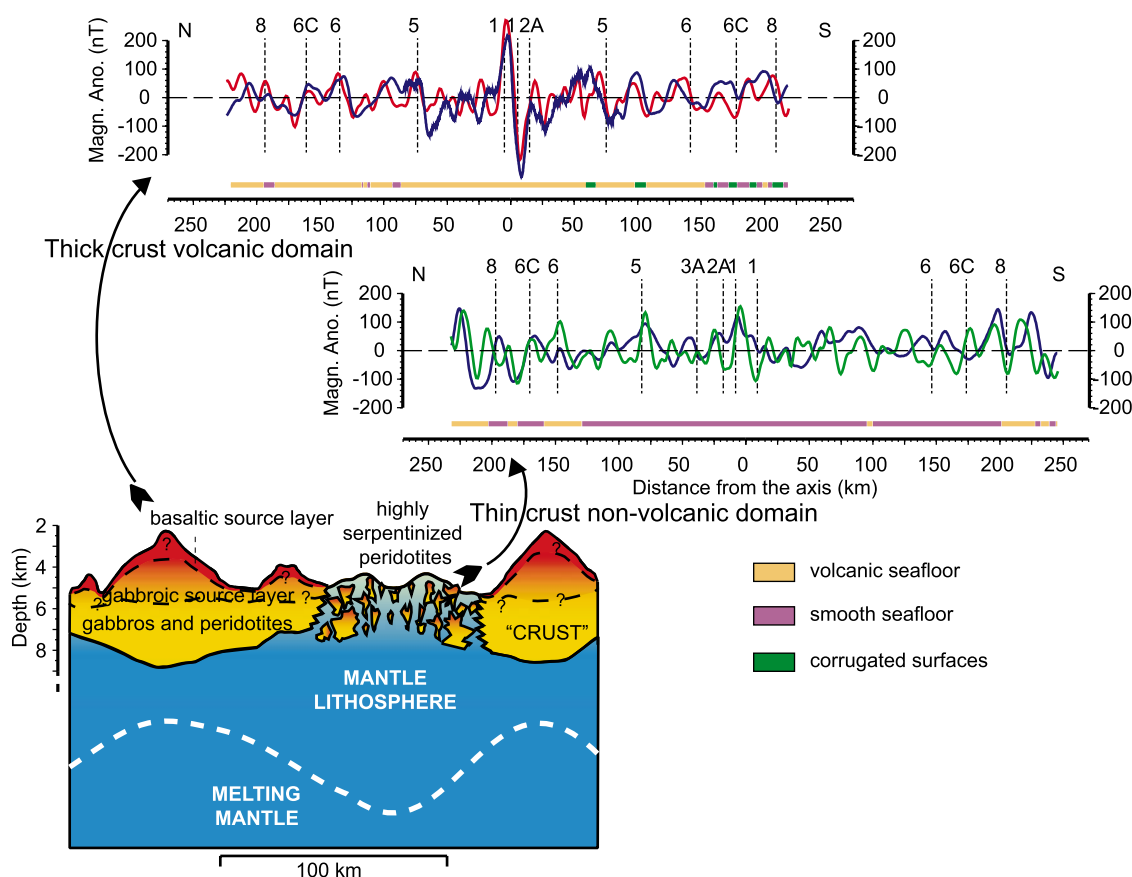 N 8 6C 6 5 1 1 2A 5 6 6C 8 S
Magn. Ano. (nT)
200 200
100 100
0 0
-100 -100
-200 -200
250 200 150 100 50 0 50 100 150 200 250
Thick crust volcanic domain
N 8 6C 6 5 3A 2A 1 1 6 6C 8 S
Magn. Ano. (nT)
200 200
100 100
0 0
-100 -100
-200 -200
250 200 150 100 50 0 50 100 150 200 250
Distance from the axis (km)
Thin crust non-volcanic domain
basaltic source layer
highly
serpentinized
peridotites
Depth (km)
2
4
6
8
? ? ? ? ? ? ?
gabbroic source layer
gabbros and peridotites
“CRUST”
MANTLE
LITHOSPHERE
MELTING
MANTLE
100 km
volcanic seafloor
smooth seafloor
corrugated surfaces